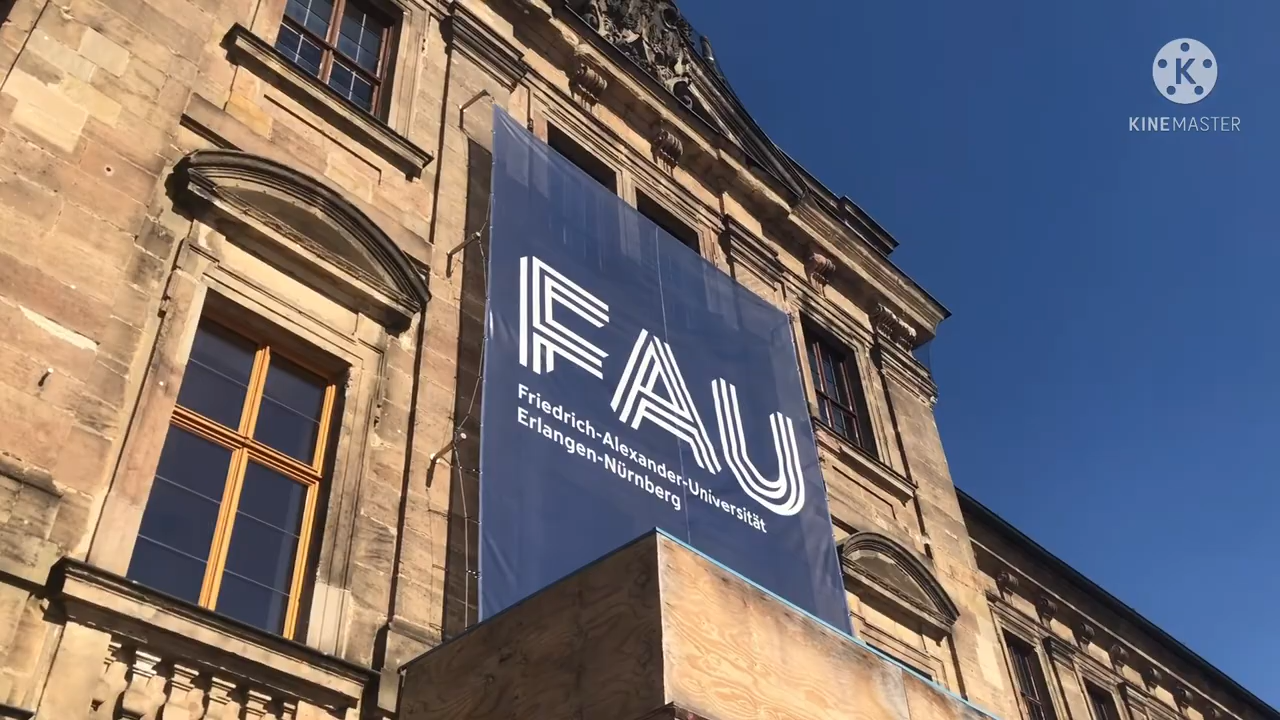 K
KINEMASTER
FAU
Friedrich-Alexander-Universität
Erlangen-Nürnberg